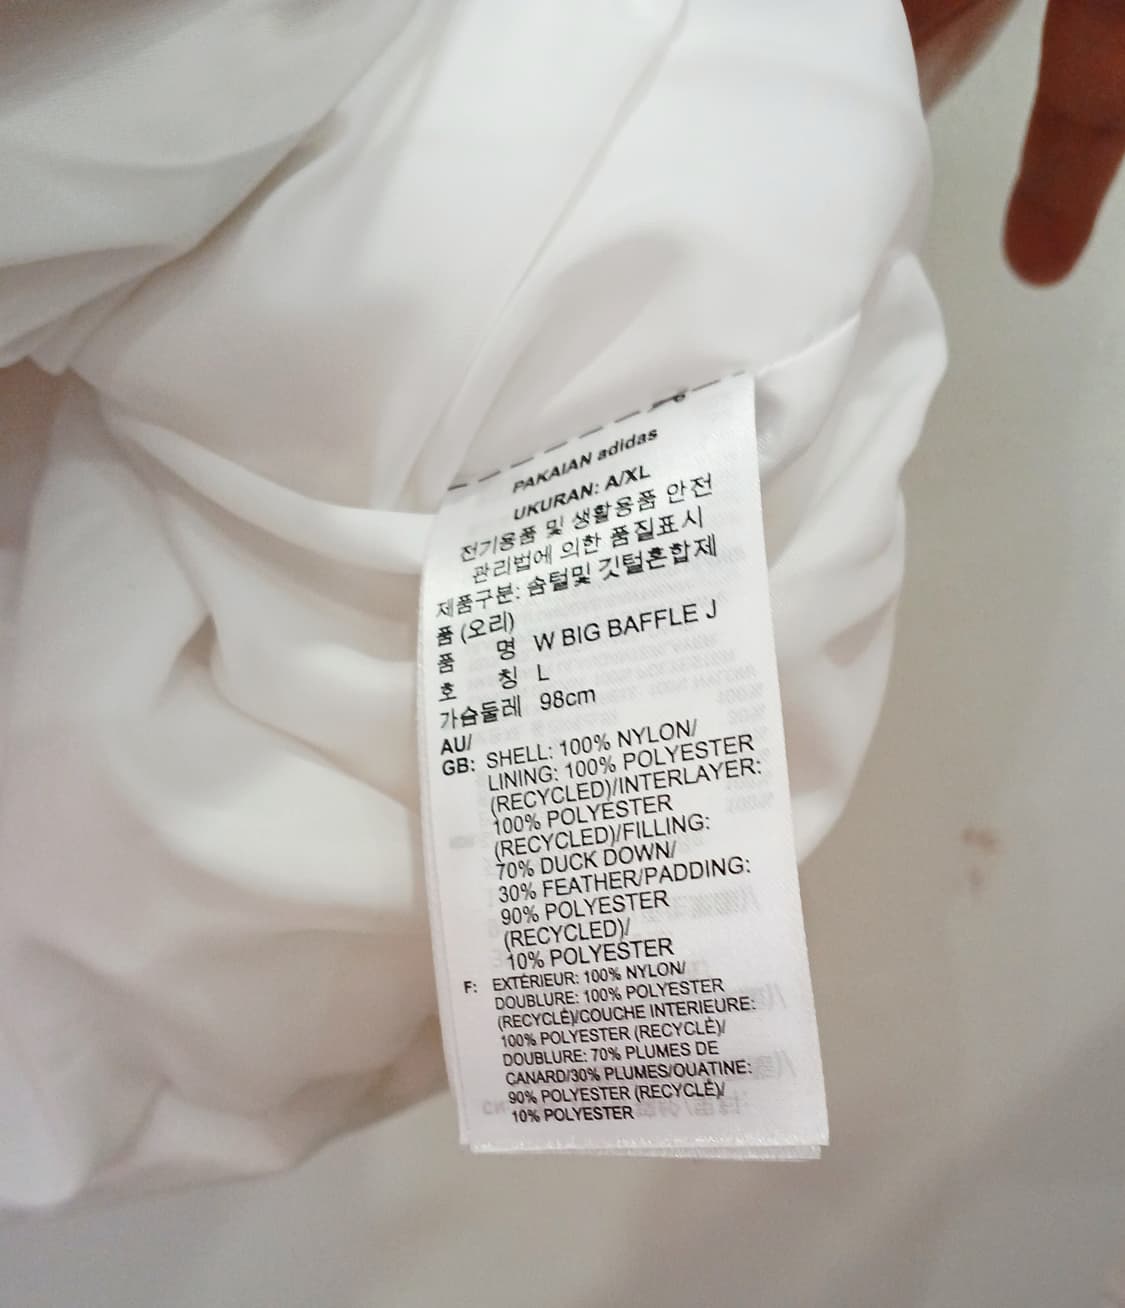 PAKAIAN adidas
UKURAN: A/XL
전기용품 및 생활용품 안전
관리법에 의한 품질표시
제품구분: 솜털및 깃털혼합제
품 (오리)
품 명 W BIG BAFFLE J
호 칭 L
가슴둘레 98cm
AU/
GB: SHELL: 100% NYLON/
LINING: 100% POLYESTER
(RECYCLED)/INTERLAYER:
100% POLYESTER
(RECYCLED)/FILLING:
70% DUCK DOWN/
30% FEATHER/PADDING:
90% POLYESTER
(RECYCLED)/
10% POLYESTER
F: EXTÉRIEUR: 100% NYLON/
DOUBLURE: 100% POLYESTER
(RECYCLÉ)/COUCHE INTERIEURE:
100% POLYESTER (RECYCLÉ)/
DOUBLURE: 70% PLUMES DE
CANARD/30% PLUMES/OUATINE:
90% POLYESTER (RECYCLÉ)/
10% POLYESTER